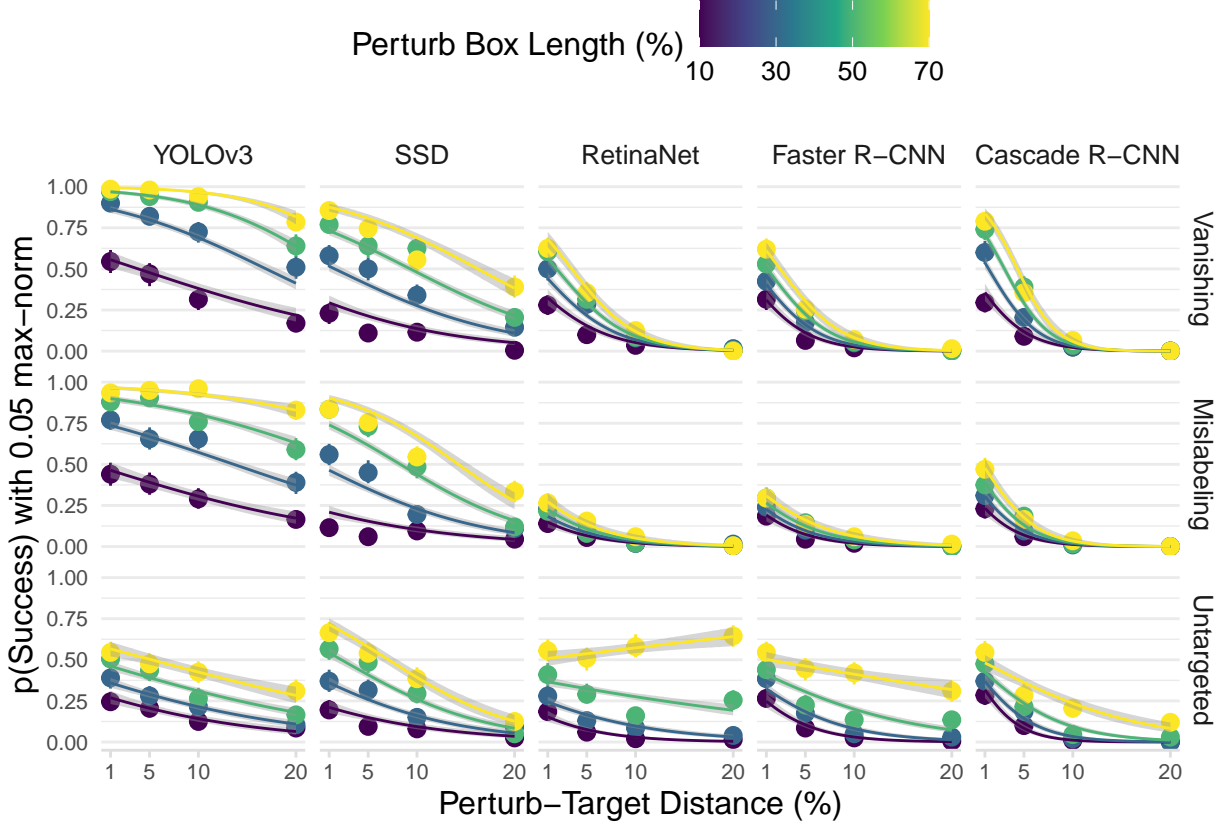 Perturb Box Length (%)
10 30 50 70
YOLOv3 SSD RetinaNet Faster R−CNN Cascade R−CNN
p(Success) with 0.05 max−norm
1.00
0.75
0.50
0.25
0.00
Vanishing
1.00
0.75
0.50
0.25
0.00
Mislabeling
1.00
0.75
0.50
0.25
0.00
Untargeted
1 5 10 20 1 5 10 20 1 5 10 20 1 5 10 20 1 5 10 20
Perturb−Target Distance (%)